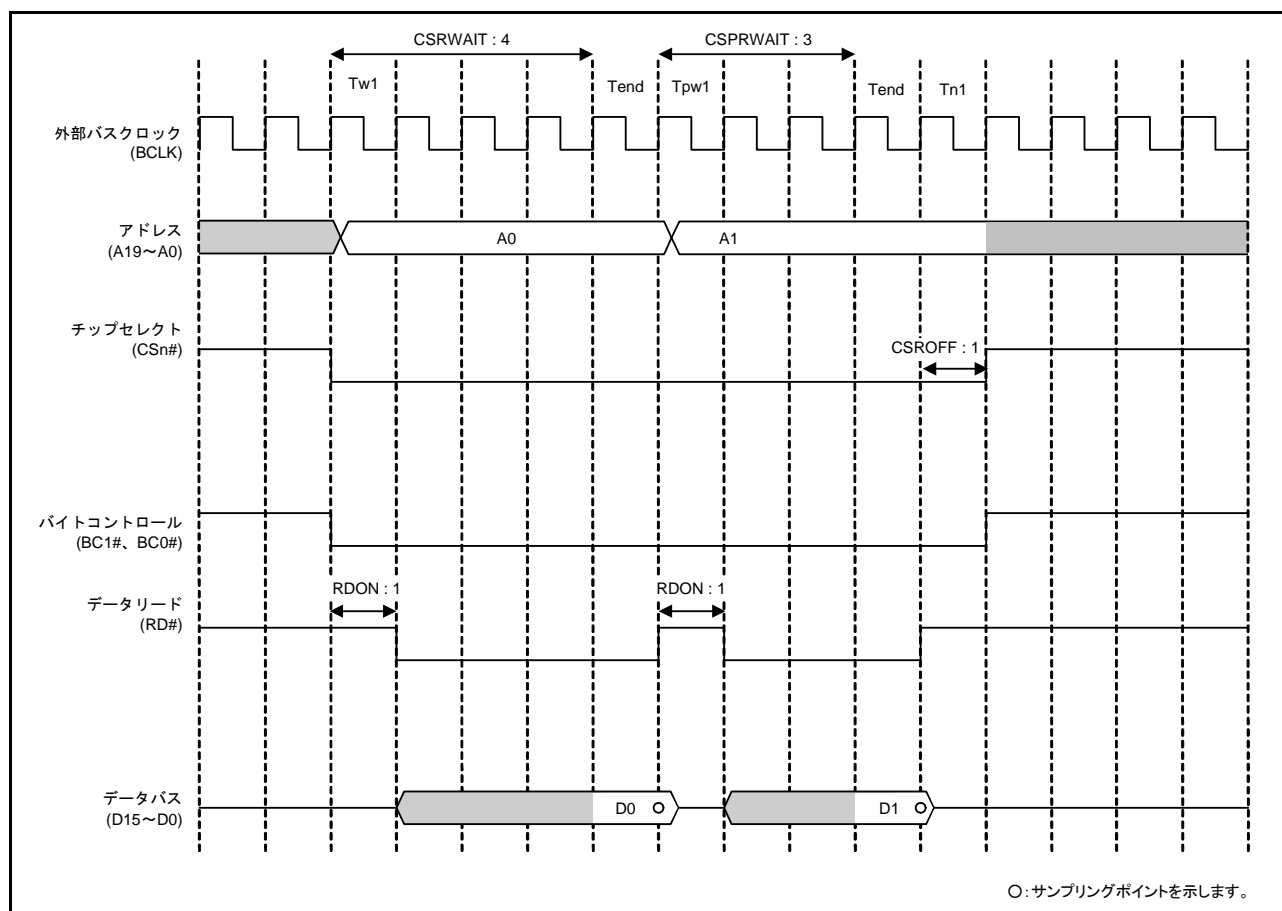 CSRWAIT : 4
CSPRWAIT : 3
Tw1
Tend
Tpw1
Tend
Tn1
外部バスクロック
(BCLK)
アドレス
(A19～A0)
A0
A1
チップセレクト
(CSn#)
CSROFF : 1
バイトコントロール
(BC1#、BC0#)
RDON : 1
RDON : 1
データリード
(RD#)
データバス
(D15～D0)
D0
D1
○：サンプリングポイントを示します。